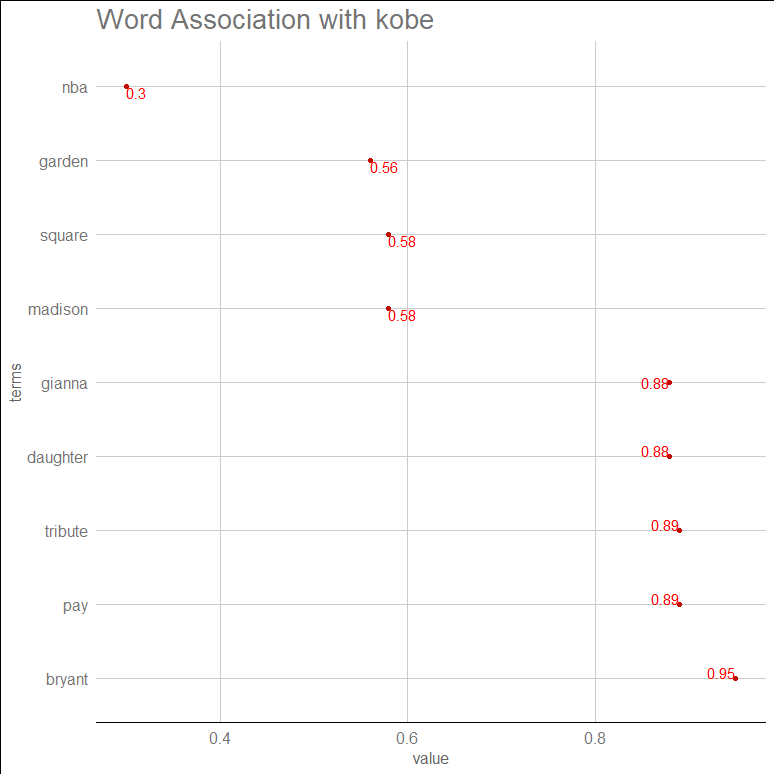 Word Association with kobe
terms
nba
0.3
garden
0.56
square
0.58
madison
0.58
gianna
0.88
daughter
0.88
tribute
0.89
pay
0.89
bryant
0.95
0.4
0.6
0.8
value